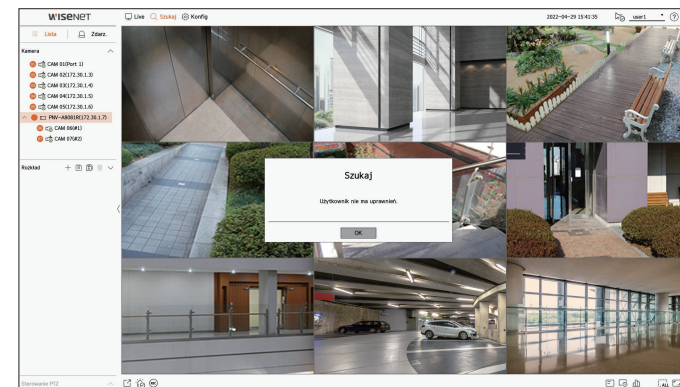 WISENET
Live Szukaj Konfig
2022-04-29 15:41:35
user1
Lista Zdarz.
Kamera
CAM 01(Port 1)
CAM 02(172.30.1.3)
CAM 03(172.30.1.4)
CAM 04(172.30.1.5)
CAM 05(172.30.1.6)
PNV-A8081R(172.30.1.7)
CAM 06(#1)
CAM 07(#2)
Rozkład
Szukaj
Użytkownik nie ma uprawnień.
OK
Sterowanie PTZ
ALL